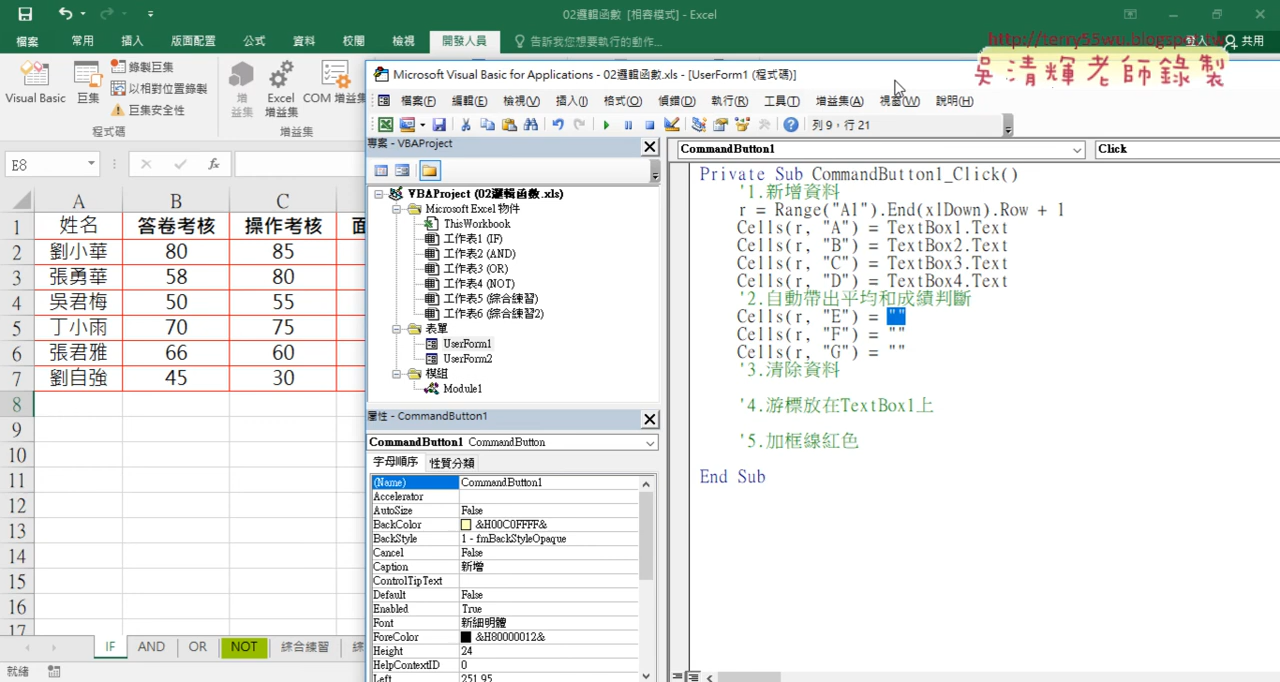 02邏輯函數 [相容模式] - Excel
檔案 常用 插入 版面配置 公式 資料 校閱 檢視 開發人員 告訴我您想要執行的動作... 登入 共用
http://terry55wu.blogspot.tw
吳清輝老師錄製
Visual Basic 巨集 錄製巨集 以相對位置錄製 巨集安全性 增益集 Excel 增益集 COM 增益集
程式碼 增益集
E8 fx
A B C
1 姓名 答卷考核 操作考核
2 劉小華 80 85
3 張勇華 58 80
4 吳君梅 50 55
5 丁小雨 70 75
6 張君雅 66 60
7 劉自強 45 30
8
9
10
11
12
13
14
15
16
17
IF AND OR NOT 綜合練習
就緒
Microsoft Visual Basic for Applications - 02邏輯函數.xls - [UserForm1 (程式碼)]
檔案(F) 編輯(E) 檢視(V) 插入(I) 格式(O) 偵錯(D) 執行(R) 工具(T) 增益集(A) 視窗(W) 說明(H)
列 9，行 21
專案 - VBAProject
VBAProject (02邏輯函數.xls)
Microsoft Excel 物件
ThisWorkbook
工作表1 (IF)
工作表2 (AND)
工作表3 (OR)
工作表4 (NOT)
工作表5 (綜合練習)
工作表6 (綜合練習2)
表單
UserForm1
UserForm2
模組
Module1
屬性 - CommandButton1
CommandButton1 CommandButton
字母順序 性質分類
(Name) CommandButton1
Accelerator
AutoSize False
BackColor &H00C0FFFF&
BackStyle 1 - fmBackStyleOpaque
Cancel False
Caption 新增
ControlTipText
Default False
Enabled True
Font 新細明體
ForeColor &H80000012&
Height 24
HelpContextID 0
Left 251.95
CommandButton1 Click
Private Sub CommandButton1_Click()
'1.新增資料
r = Range("A1").End(xlDown).Row + 1
Cells(r, "A") = TextBox1.Text
Cells(r, "B") = TextBox2.Text
Cells(r, "C") = TextBox3.Text
Cells(r, "D") = TextBox4.Text
'2.自動帶出平均和成績判斷
Cells(r, "E") = ""
Cells(r, "F") = ""
Cells(r, "G") = ""
'3.清除資料
'4.游標放在TextBox1上
'5.加框線紅色
End Sub